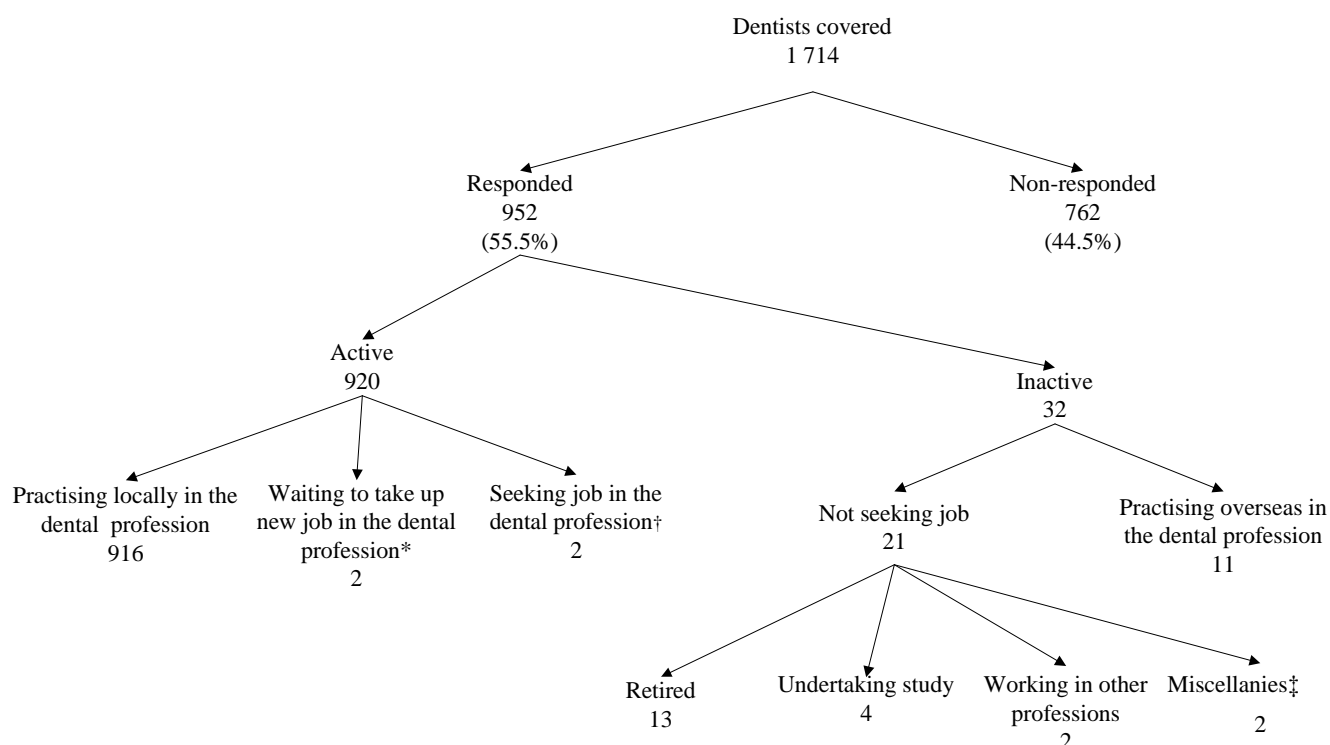 Dentists covered
1 714
Responded
952
(55.5%)
Non-responded
762
(44.5%)
Active
920
Inactive
32
Practising locally in the
dental profession
916
Waiting to take up
new job in the dental
profession*
2
Seeking job in the
dental profession†
2
Not seeking job
21
Practising overseas in
the dental profession
11
Retired
13
Undertaking study
4
Working in other
professions
2
Miscellanies‡
2